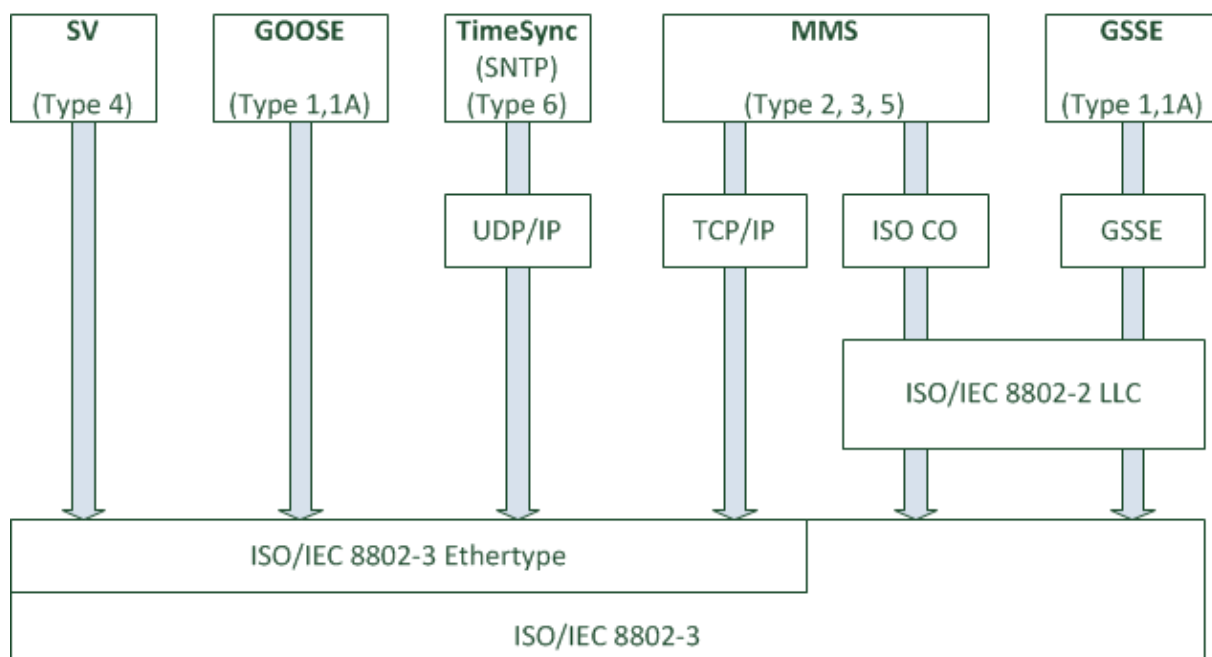 SV
(Type 4)
GOOSE
(Type 1,1A)
TimeSync
(SNTP)
(Type 6)
MMS
(Type 2, 3, 5)
GSSE
(Type 1,1A)
UDP/IP
TCP/IP
ISO CO
GSSE
ISO/IEC 8802-2 LLC
ISO/IEC 8802-3 Ethertype
ISO/IEC 8802-3